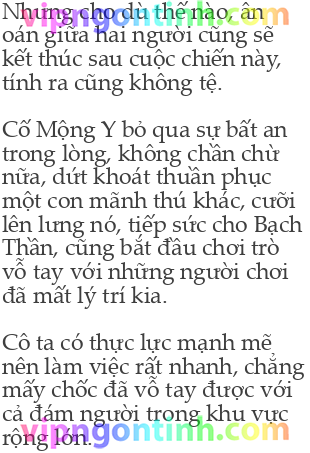 Nhưng cho dù thế nào, ân
vipngontinh.com
oán giữa hai người cũng sẽ
kết thúc sau cuộc chiến này,
tính ra cũng không tệ.
Cố Mộng Y bỏ qua sự bất an
trong lòng, không chần chừ
nữa, dứt khoát thuần phục
một con mãnh thú khác, cưỡi
lên lưng nó, tiếp sức cho Bạch
Thần, cũng bắt đầu chơi trò
vỗ tay với những người chơi
đã mất lý trí kia.
Cô ta có thực lực mạnh mẽ
nên làm việc rất nhanh, chẳng
mấy chốc đã vỗ tay được với
cả đám người trong khu vực
rộng lớn.
vipngontinh.com